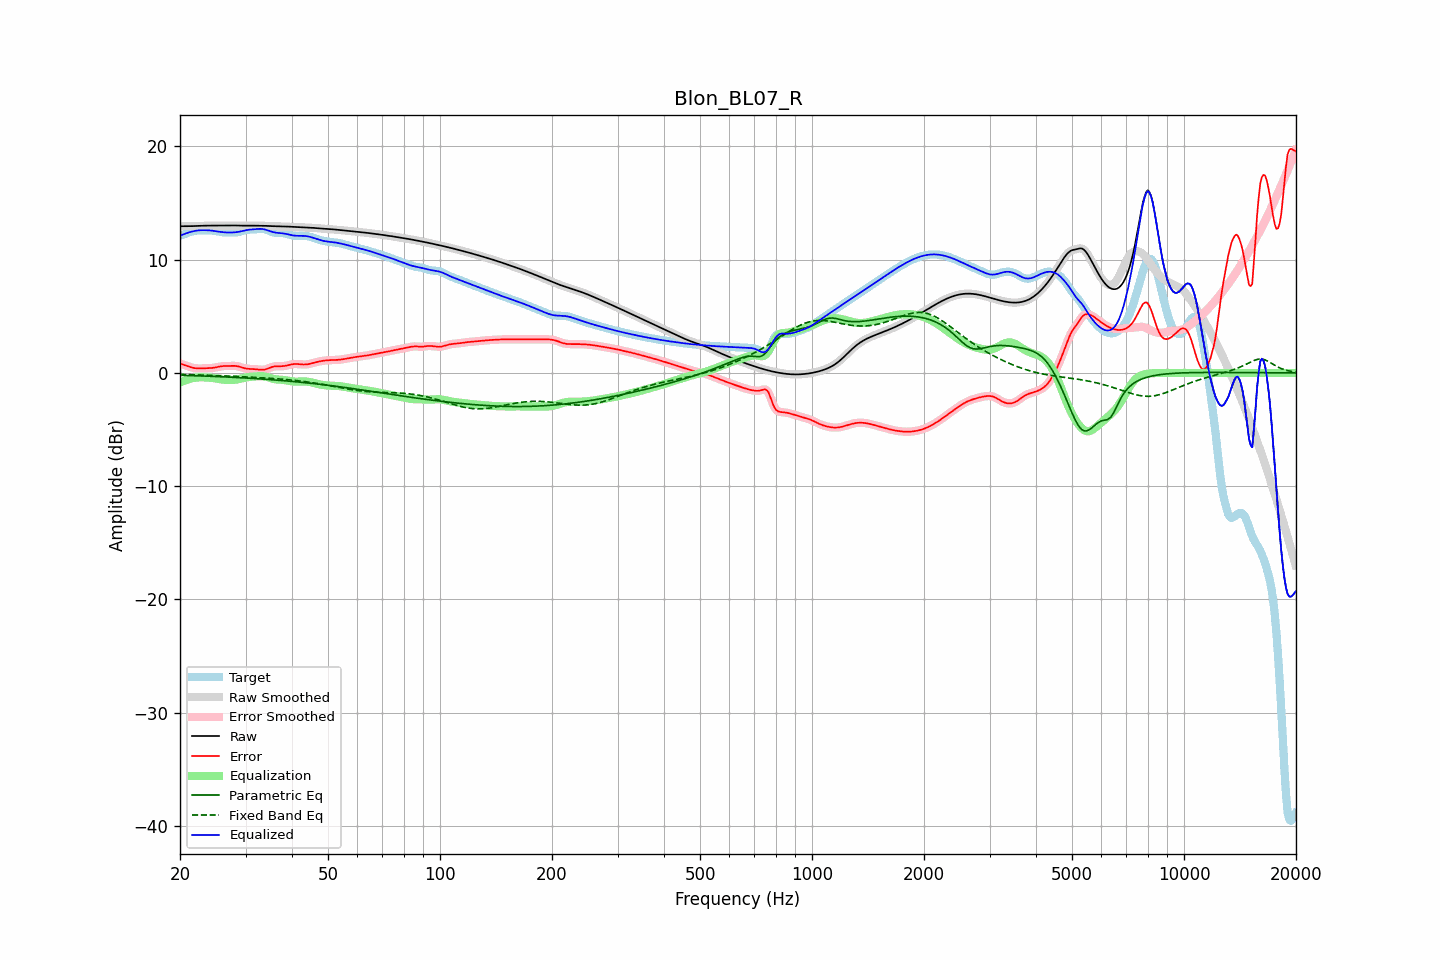 Blon_BL07_R
20
10
0
−10
−20
−30
−40
Amplitude (dBr)
Target
Raw Smoothed
Error Smoothed
Raw
Error
Equalization
Parametric Eq
Fixed Band Eq
Equalized
20 50 100 200 500 1000 2000 5000 10000 20000
Frequency (Hz)